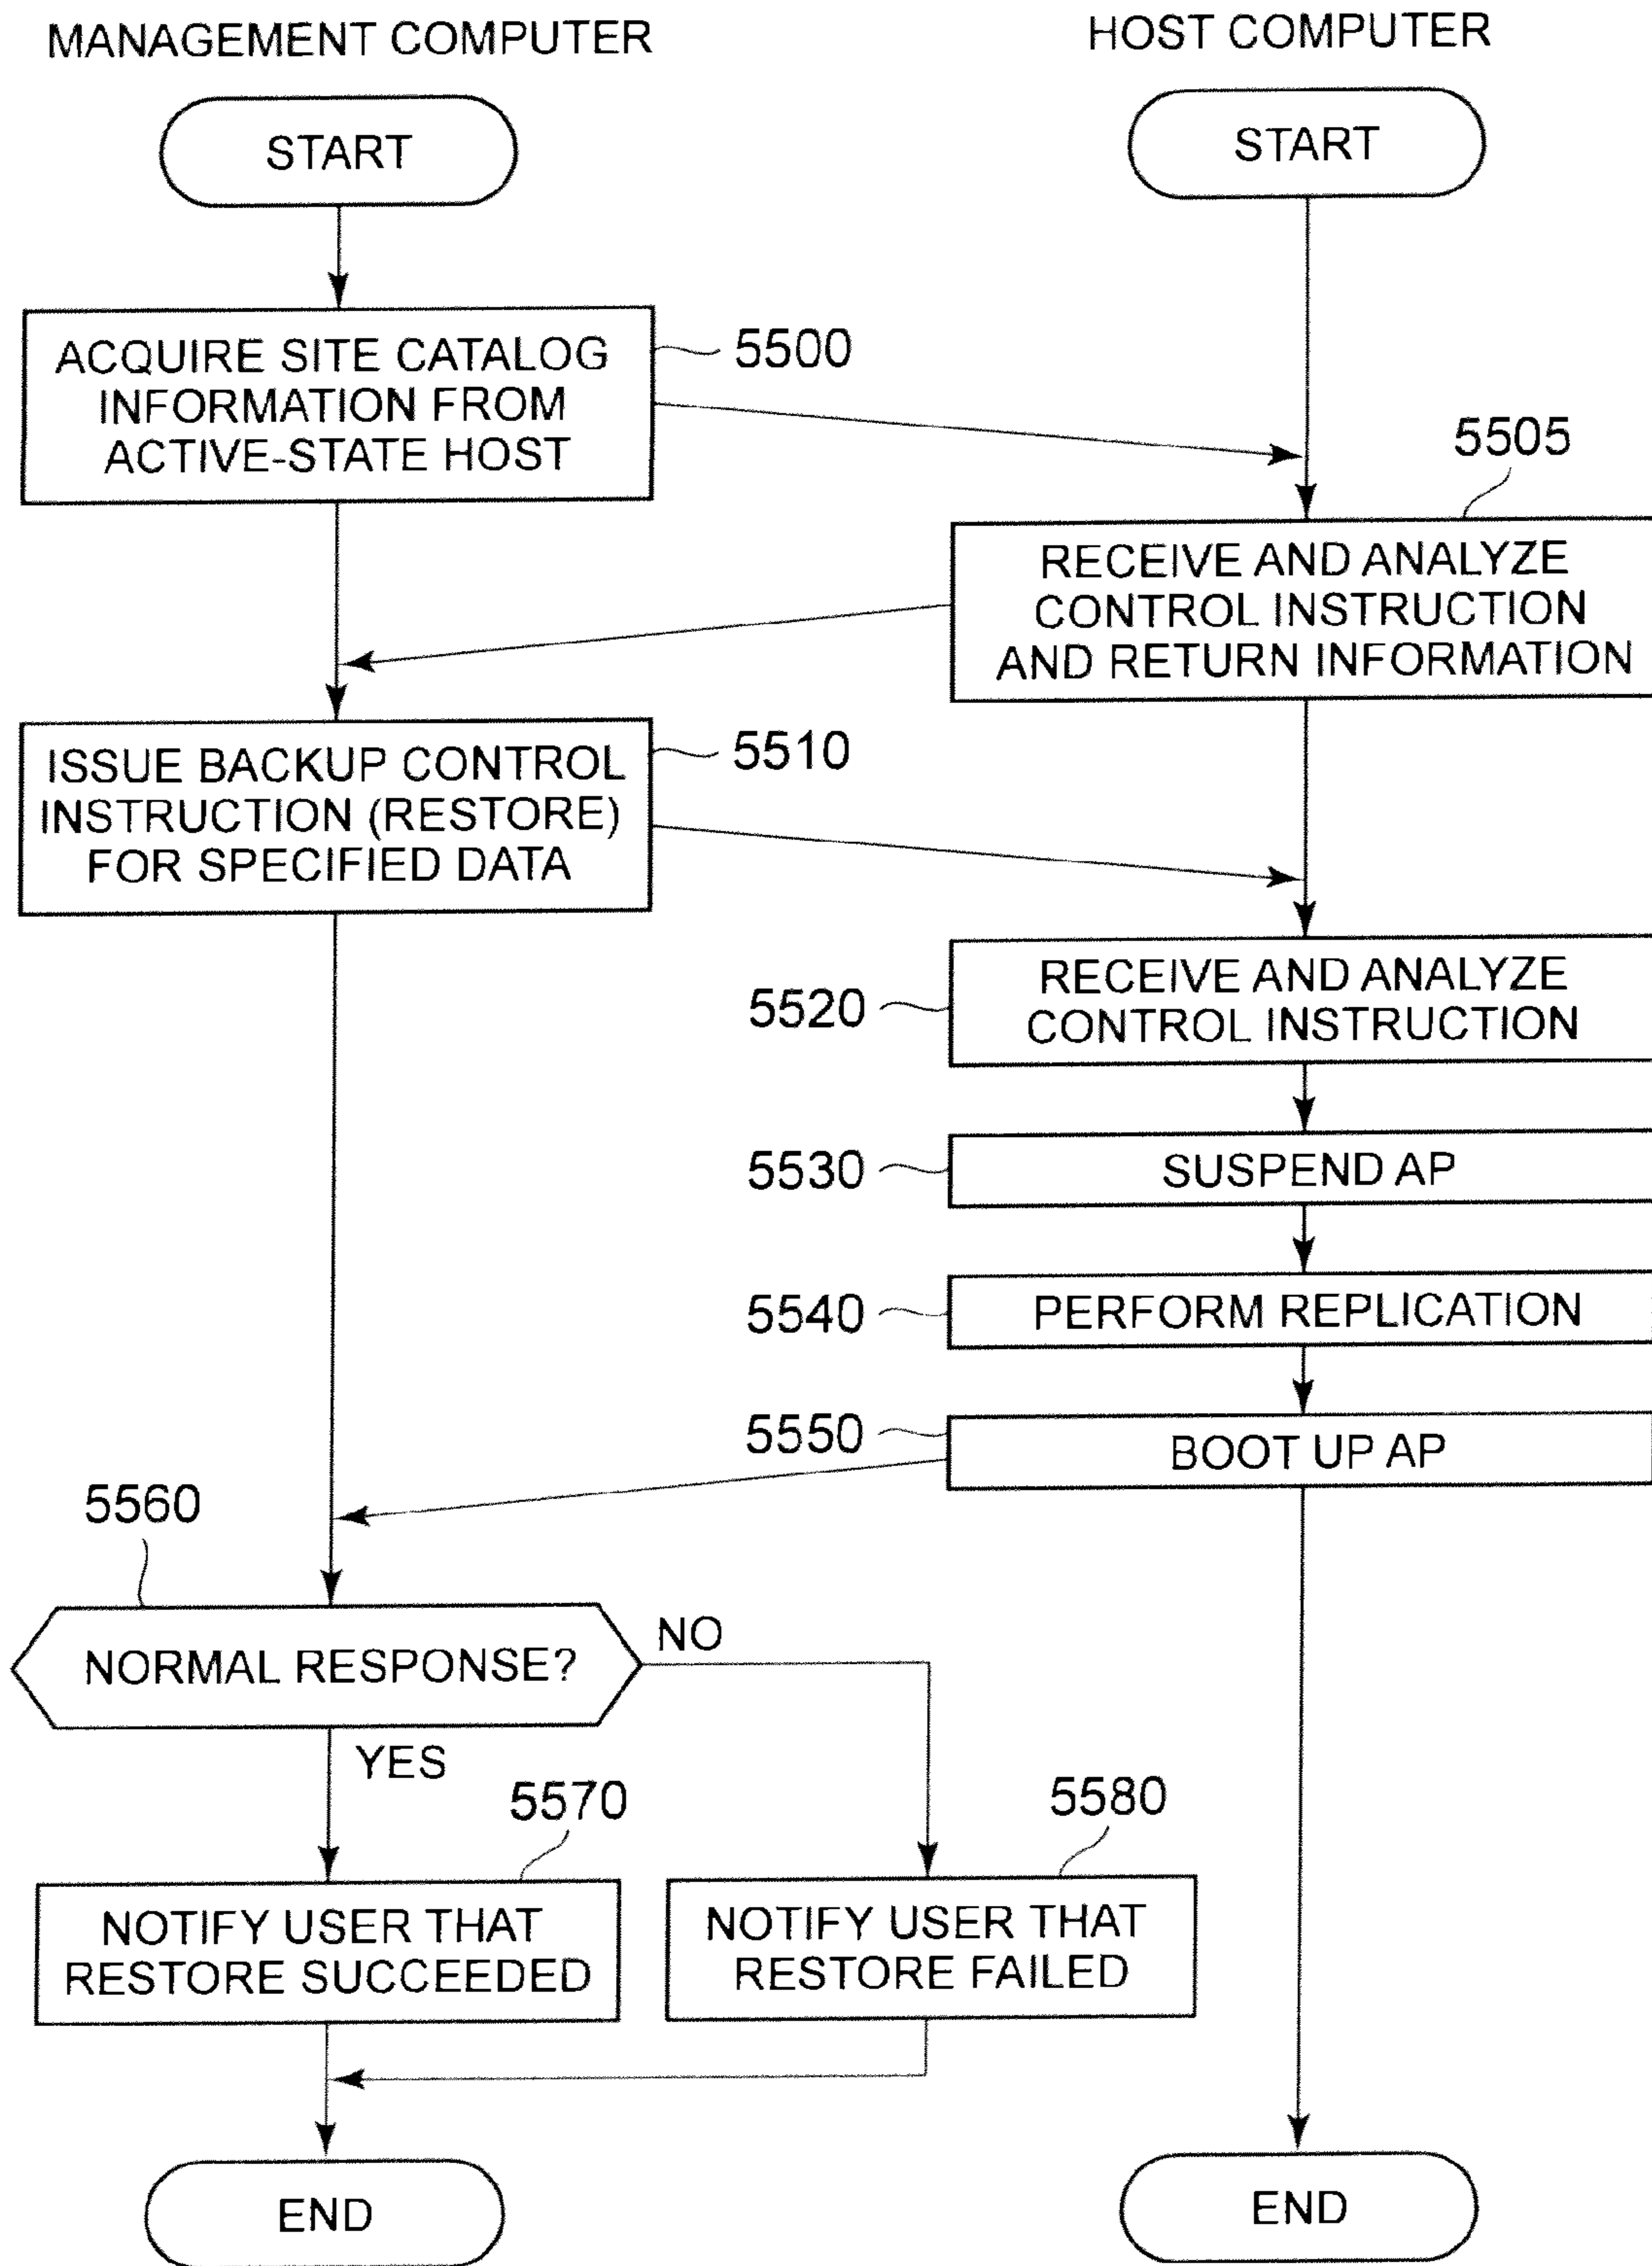 MANAGEMENT COMPUTER
HOST COMPUTER
START
START
ACQUIRE SITE CATALOG
INFORMATION FROM
ACTIVE-STATE HOST
5500
5505
RECEIVE AND ANALYZE
CONTROL INSTRUCTION
AND RETURN INFORMATION
ISSUE BACKUP CONTROL
INSTRUCTION (RESTORE)
FOR SPECIFIED DATA
5510
5520
RECEIVE AND ANALYZE
CONTROL INSTRUCTION
5530
SUSPEND AP
5540
PERFORM REPLICATION
5550
BOOT UP AP
5560
NORMAL RESPONSE?
NO
YES
5570
5580
NOTIFY USER THAT
RESTORE SUCCEEDED
NOTIFY USER THAT
RESTORE FAILED
END
END